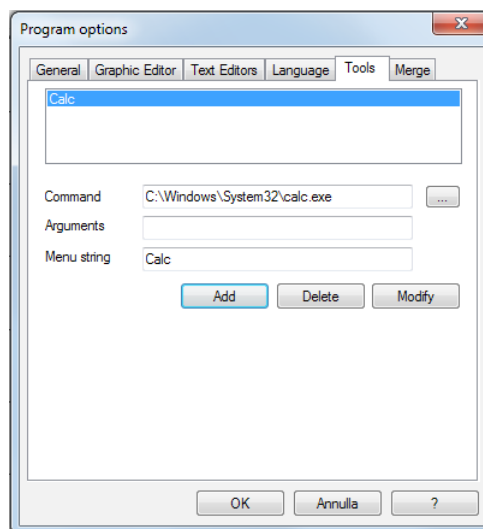 Program options
General Graphic Editor Text Editors Language Tools Merge
Calc
Command C:\Windows\System32\calc.exe ...
Arguments
Menu string Calc
Add Delete Modify
OK Annulla ?